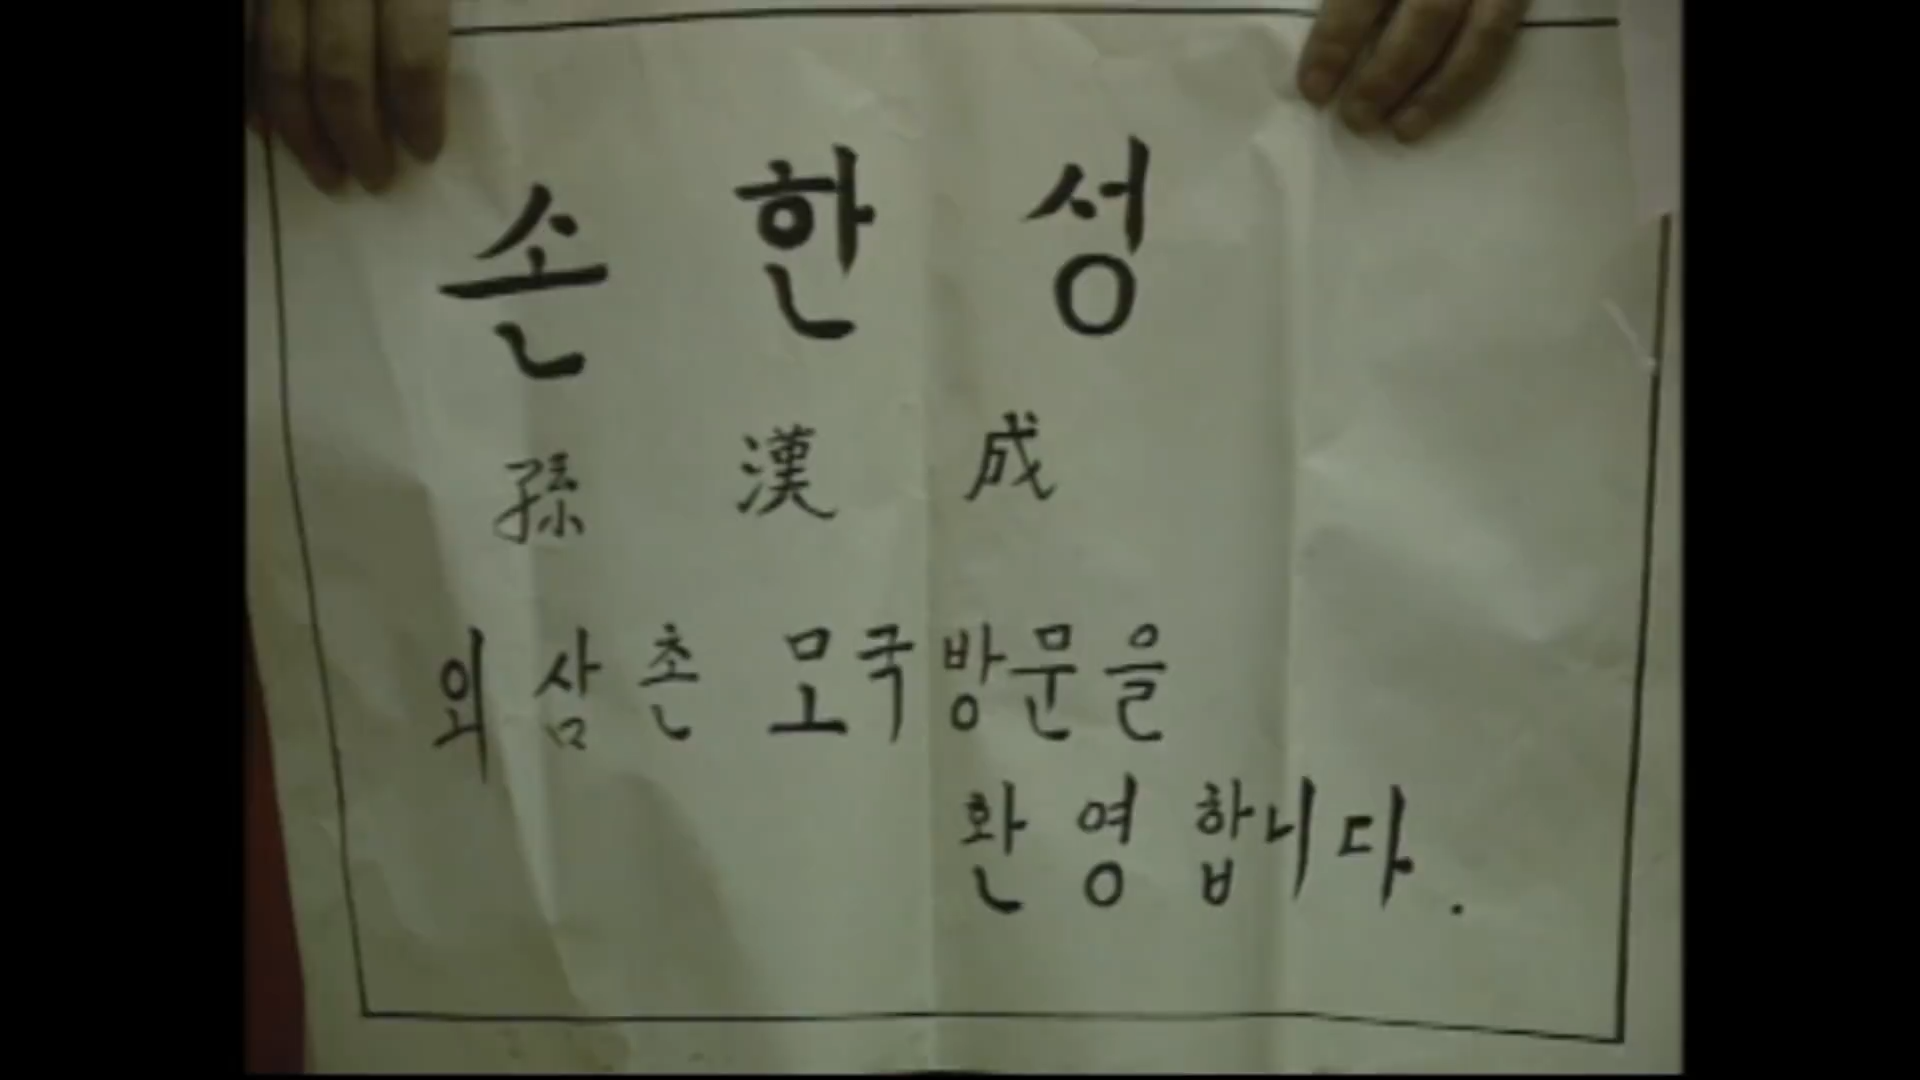 손 한 성
孫 漢 成
외삼촌 모국방문을
환영합니다.